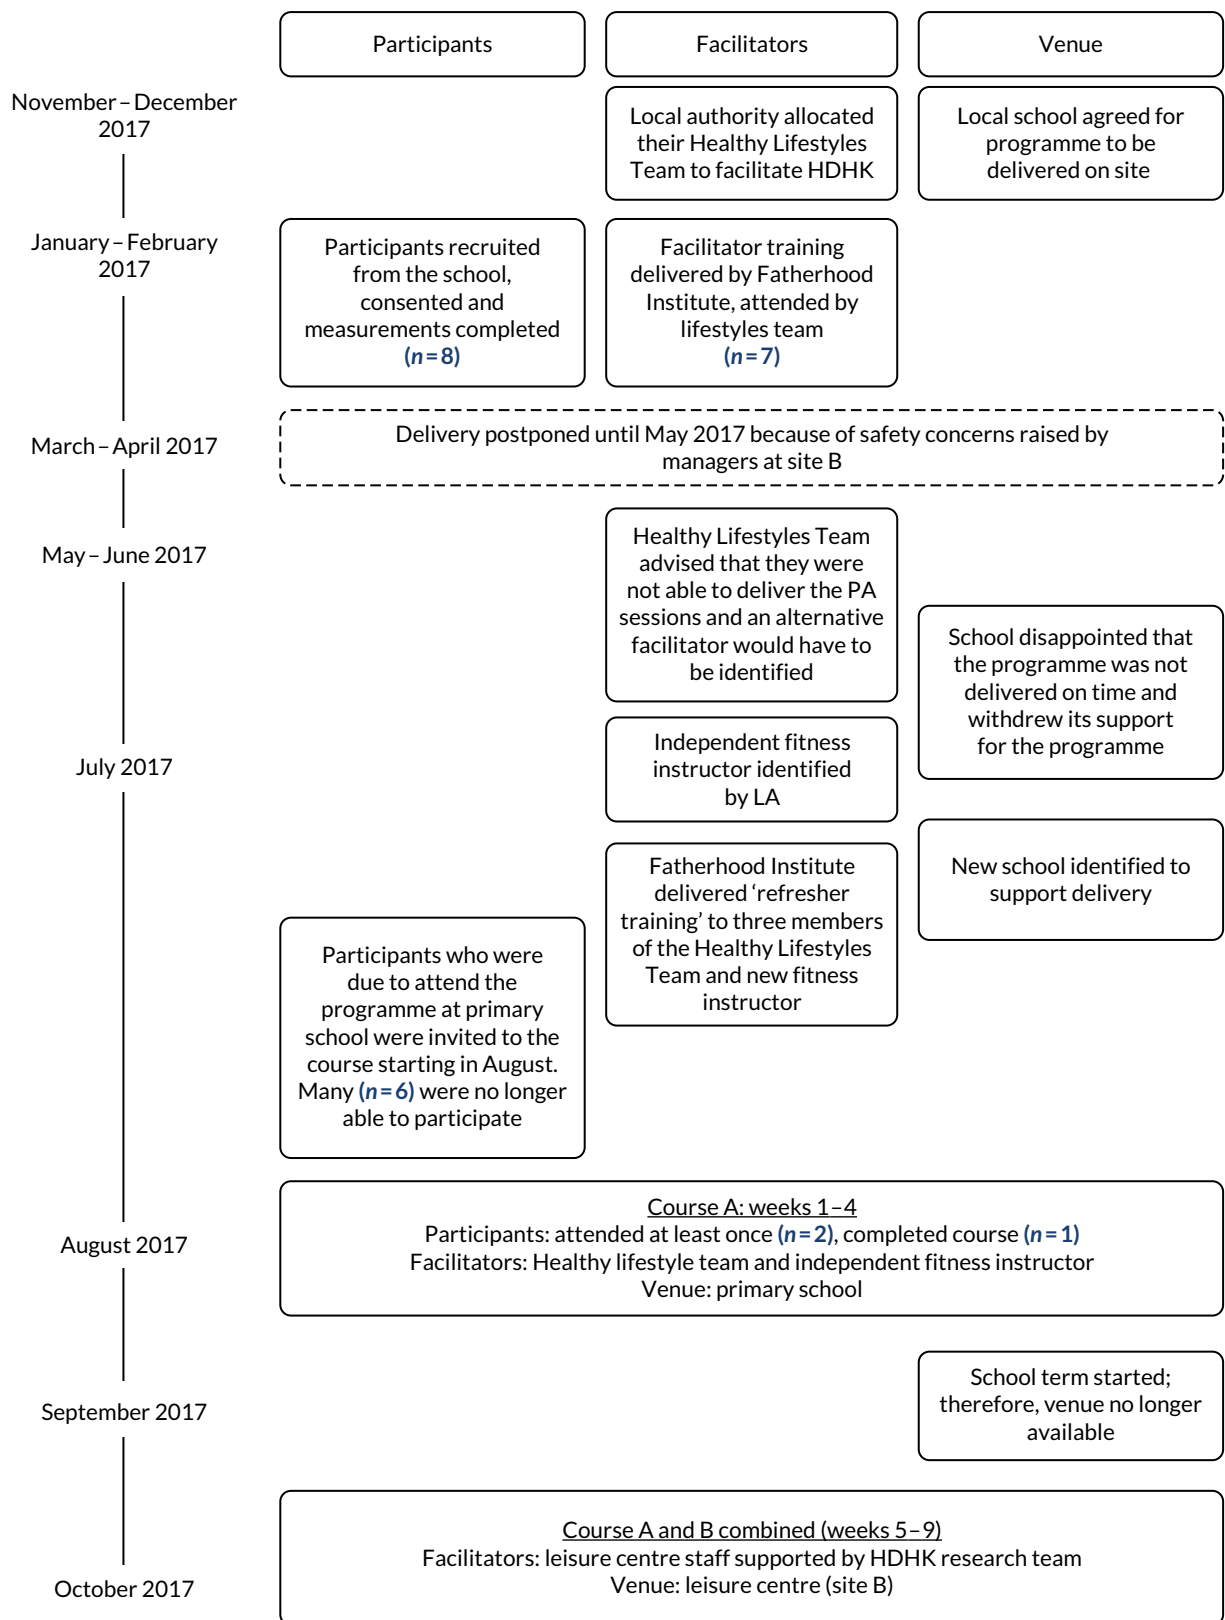 Participants
Facilitators
Venue
November – December
2017
Local authority allocated
their Healthy Lifestyles
Team to facilitate HDHK
Local school agreed for
programme to be
delivered on site
January – February
2017
Participants recruited
from the school,
consented and
measurements completed
(n = 8)
Facilitator training
delivered by Fatherhood
Institute, attended by
lifestyles team
(n = 7)
March – April 2017
Delivery postponed until May 2017 because of safety concerns raised by
managers at site B
May – June 2017
Healthy Lifestyles Team
advised that they were
not able to deliver the PA
sessions and an alternative
facilitator would have to
be identified
School disappointed that
the programme was not
delivered on time and
withdrew its support
for the programme
July 2017
Independent fitness
instructor identified
by LA
New school identified to
support delivery
Fatherhood Institute
delivered ‘refresher
training’ to three members
of the Healthy Lifestyles
Team and new fitness
instructor
Participants who were
due to attend the
programme at primary
school were invited to the
course starting in August.
Many (n = 6) were no longer
able to participate
August 2017
Course A: weeks 1–4
Participants: attended at least once (n = 2), completed course (n = 1)
Facilitators: Healthy lifestyle team and independent fitness instructor
Venue: primary school
September 2017
School term started;
therefore, venue no longer
available
October 2017
Course A and B combined (weeks 5–9)
Facilitators: leisure centre staff supported by HDHK research team
Venue: leisure centre (site B)